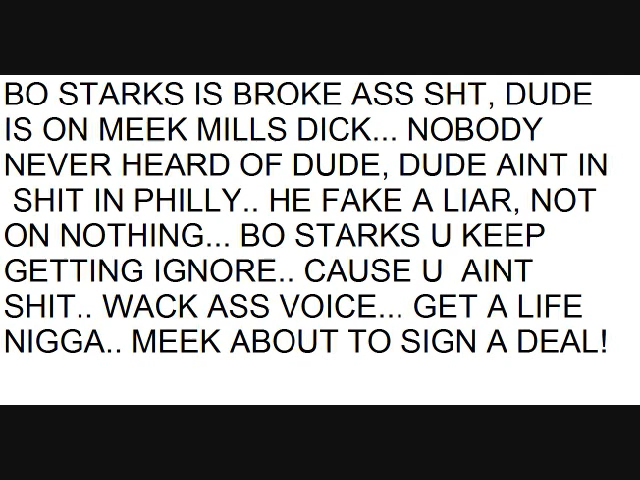 BO STARKS IS BROKE ASS SHT, DUDE
IS ON MEEK MILLS DICK... NOBODY
NEVER HEARD OF DUDE, DUDE AINT IN
SHIT IN PHILLY.. HE FAKE A LIAR, NOT
ON NOTHING... BO STARKS U KEEP
GETTING IGNORE.. CAUSE U  AINT
SHIT.. WACK ASS VOICE... GET A LIFE
NIGGA.. MEEK ABOUT TO SIGN A DEAL!